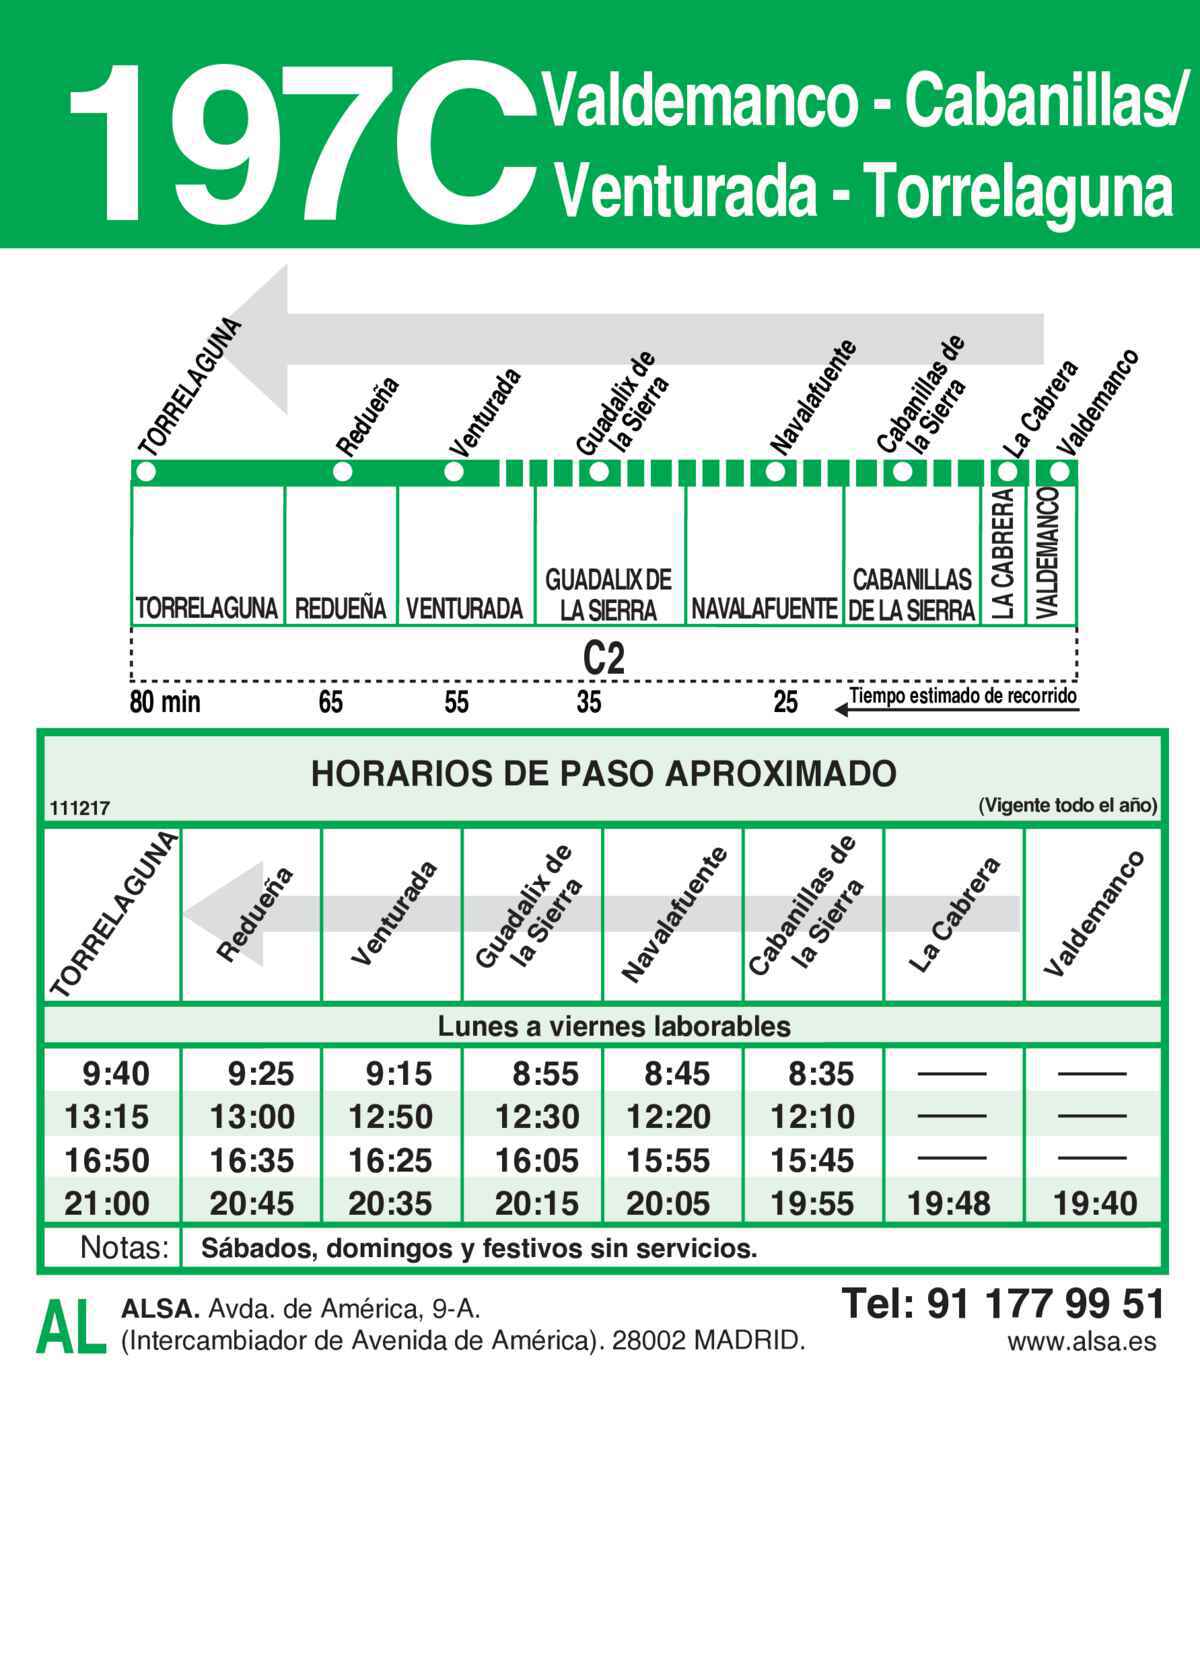 197C
Valdemanco - Cabanillas/
Venturada - Torrelaguna
TORRELAGUNA
Redueña
Venturada
Guadalix de
la Sierra
Navalafuente
Cabanillas de
la Sierra
La Cabrera
Valdemanco
TORRELAGUNA
REDUEÑA
VENTURADA
GUADALIX DE
LA SIERRA
NAVALAFUENTE
CABANILLAS
DE LA SIERRA
LA CABRERA
VALDEMANCO
C2
80 min 65 55 35 25 Tiempo estimado de recorrido
HORARIOS DE PASO APROXIMADO
111217 (Vigente todo el año)
TORRELAGUNA
Redueña
Venturada
Guadalix de
la Sierra
Navalafuente
Cabanillas de
la Sierra
La Cabrera
Valdemanco
Lunes a viernes laborables
9:40 9:25 9:15 8:55 8:45 8:35 —— ——
13:15 13:00 12:50 12:30 12:20 12:10 —— ——
16:50 16:35 16:25 16:05 15:55 15:45 —— ——
21:00 20:45 20:35 20:15 20:05 19:55 19:48 19:40
Notas: Sábados, domingos y festivos sin servicios.
AL
ALSA. Avda. de América, 9-A.
(Intercambiador de Avenida de América). 28002 MADRID.
Tel: 91 177 99 51
www.alsa.es